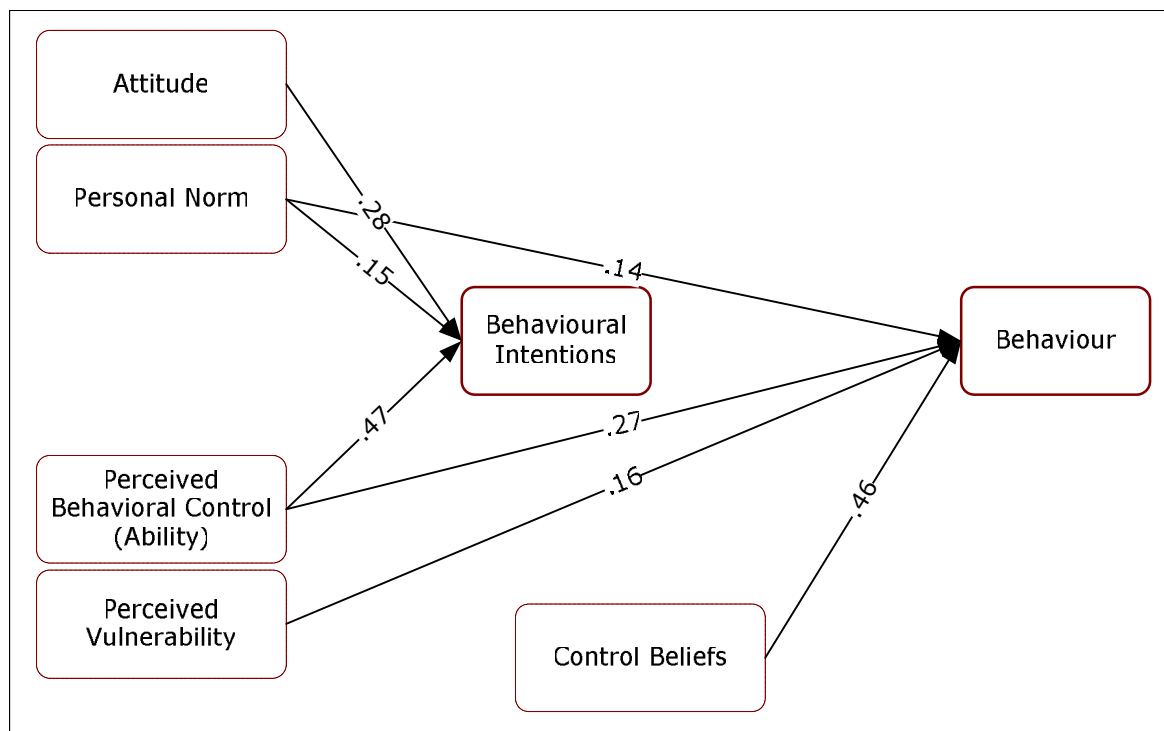 Attitude
Personal Norm
.28
.15
.14
Behavioural
Intentions
Behaviour
.47
.27
.16
.46
Perceived
Behavioral Control
(Ability)
Perceived
Vulnerability
Control Beliefs